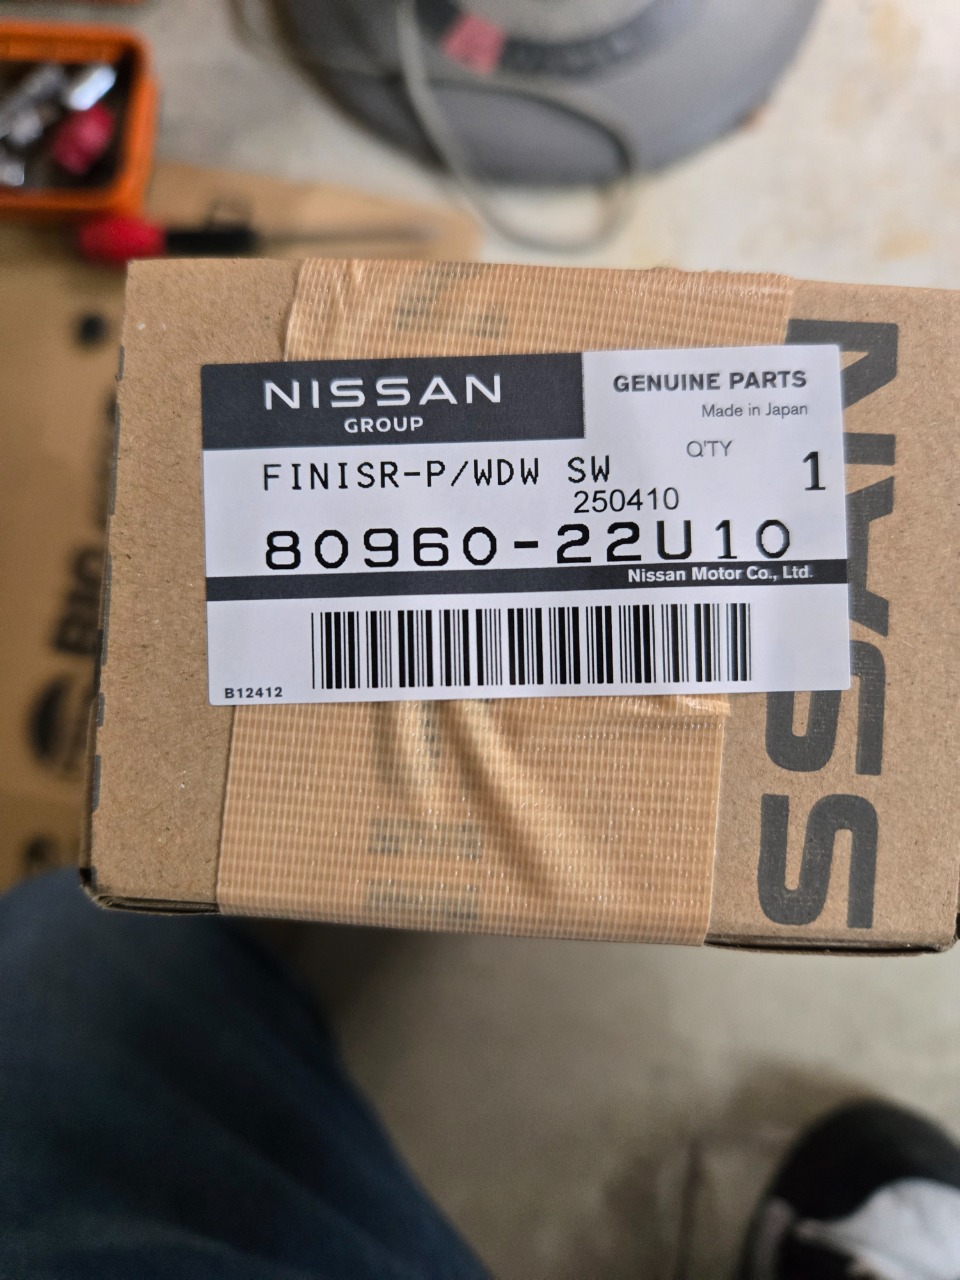 NISSAN
GROUP
GENUINE PARTS
Made in Japan
Q'TY
1
FINISR-P/WDW SW
250410
80960-22U10
Nissan Motor Co., Ltd.
B12412
NISS